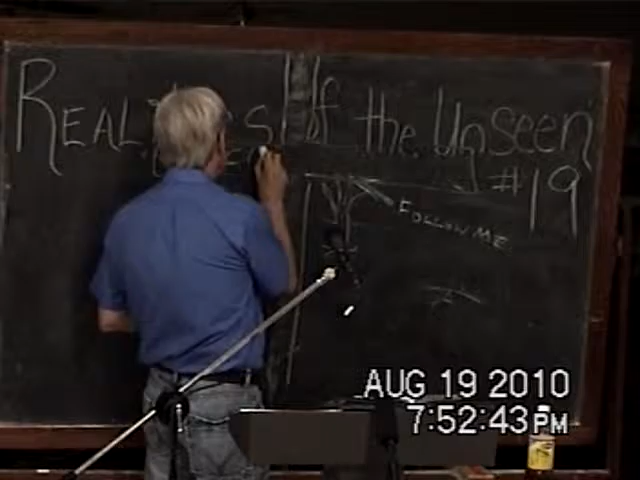 REAL S Of the Unseen
#19
FOLLOW ME
AUG 19 2010
7:52:43PM